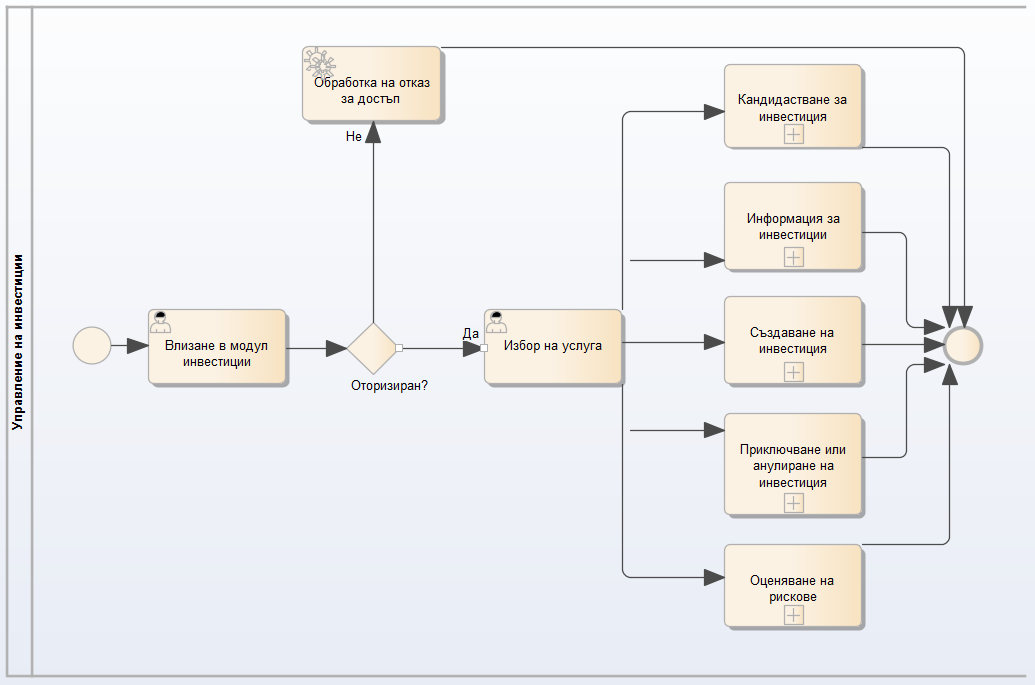 Управление на инвестиции
Обработка на отказ
за достъп
Не
Влизане в модул
инвестиции
Оторизиран?
Да
Избор на услуга
Кандидастване за
инвестиция
Информация за
инвестиции
Създаване на
инвестиция
Приключване или
анулиране на
инвестиция
Оценяване на
рискове